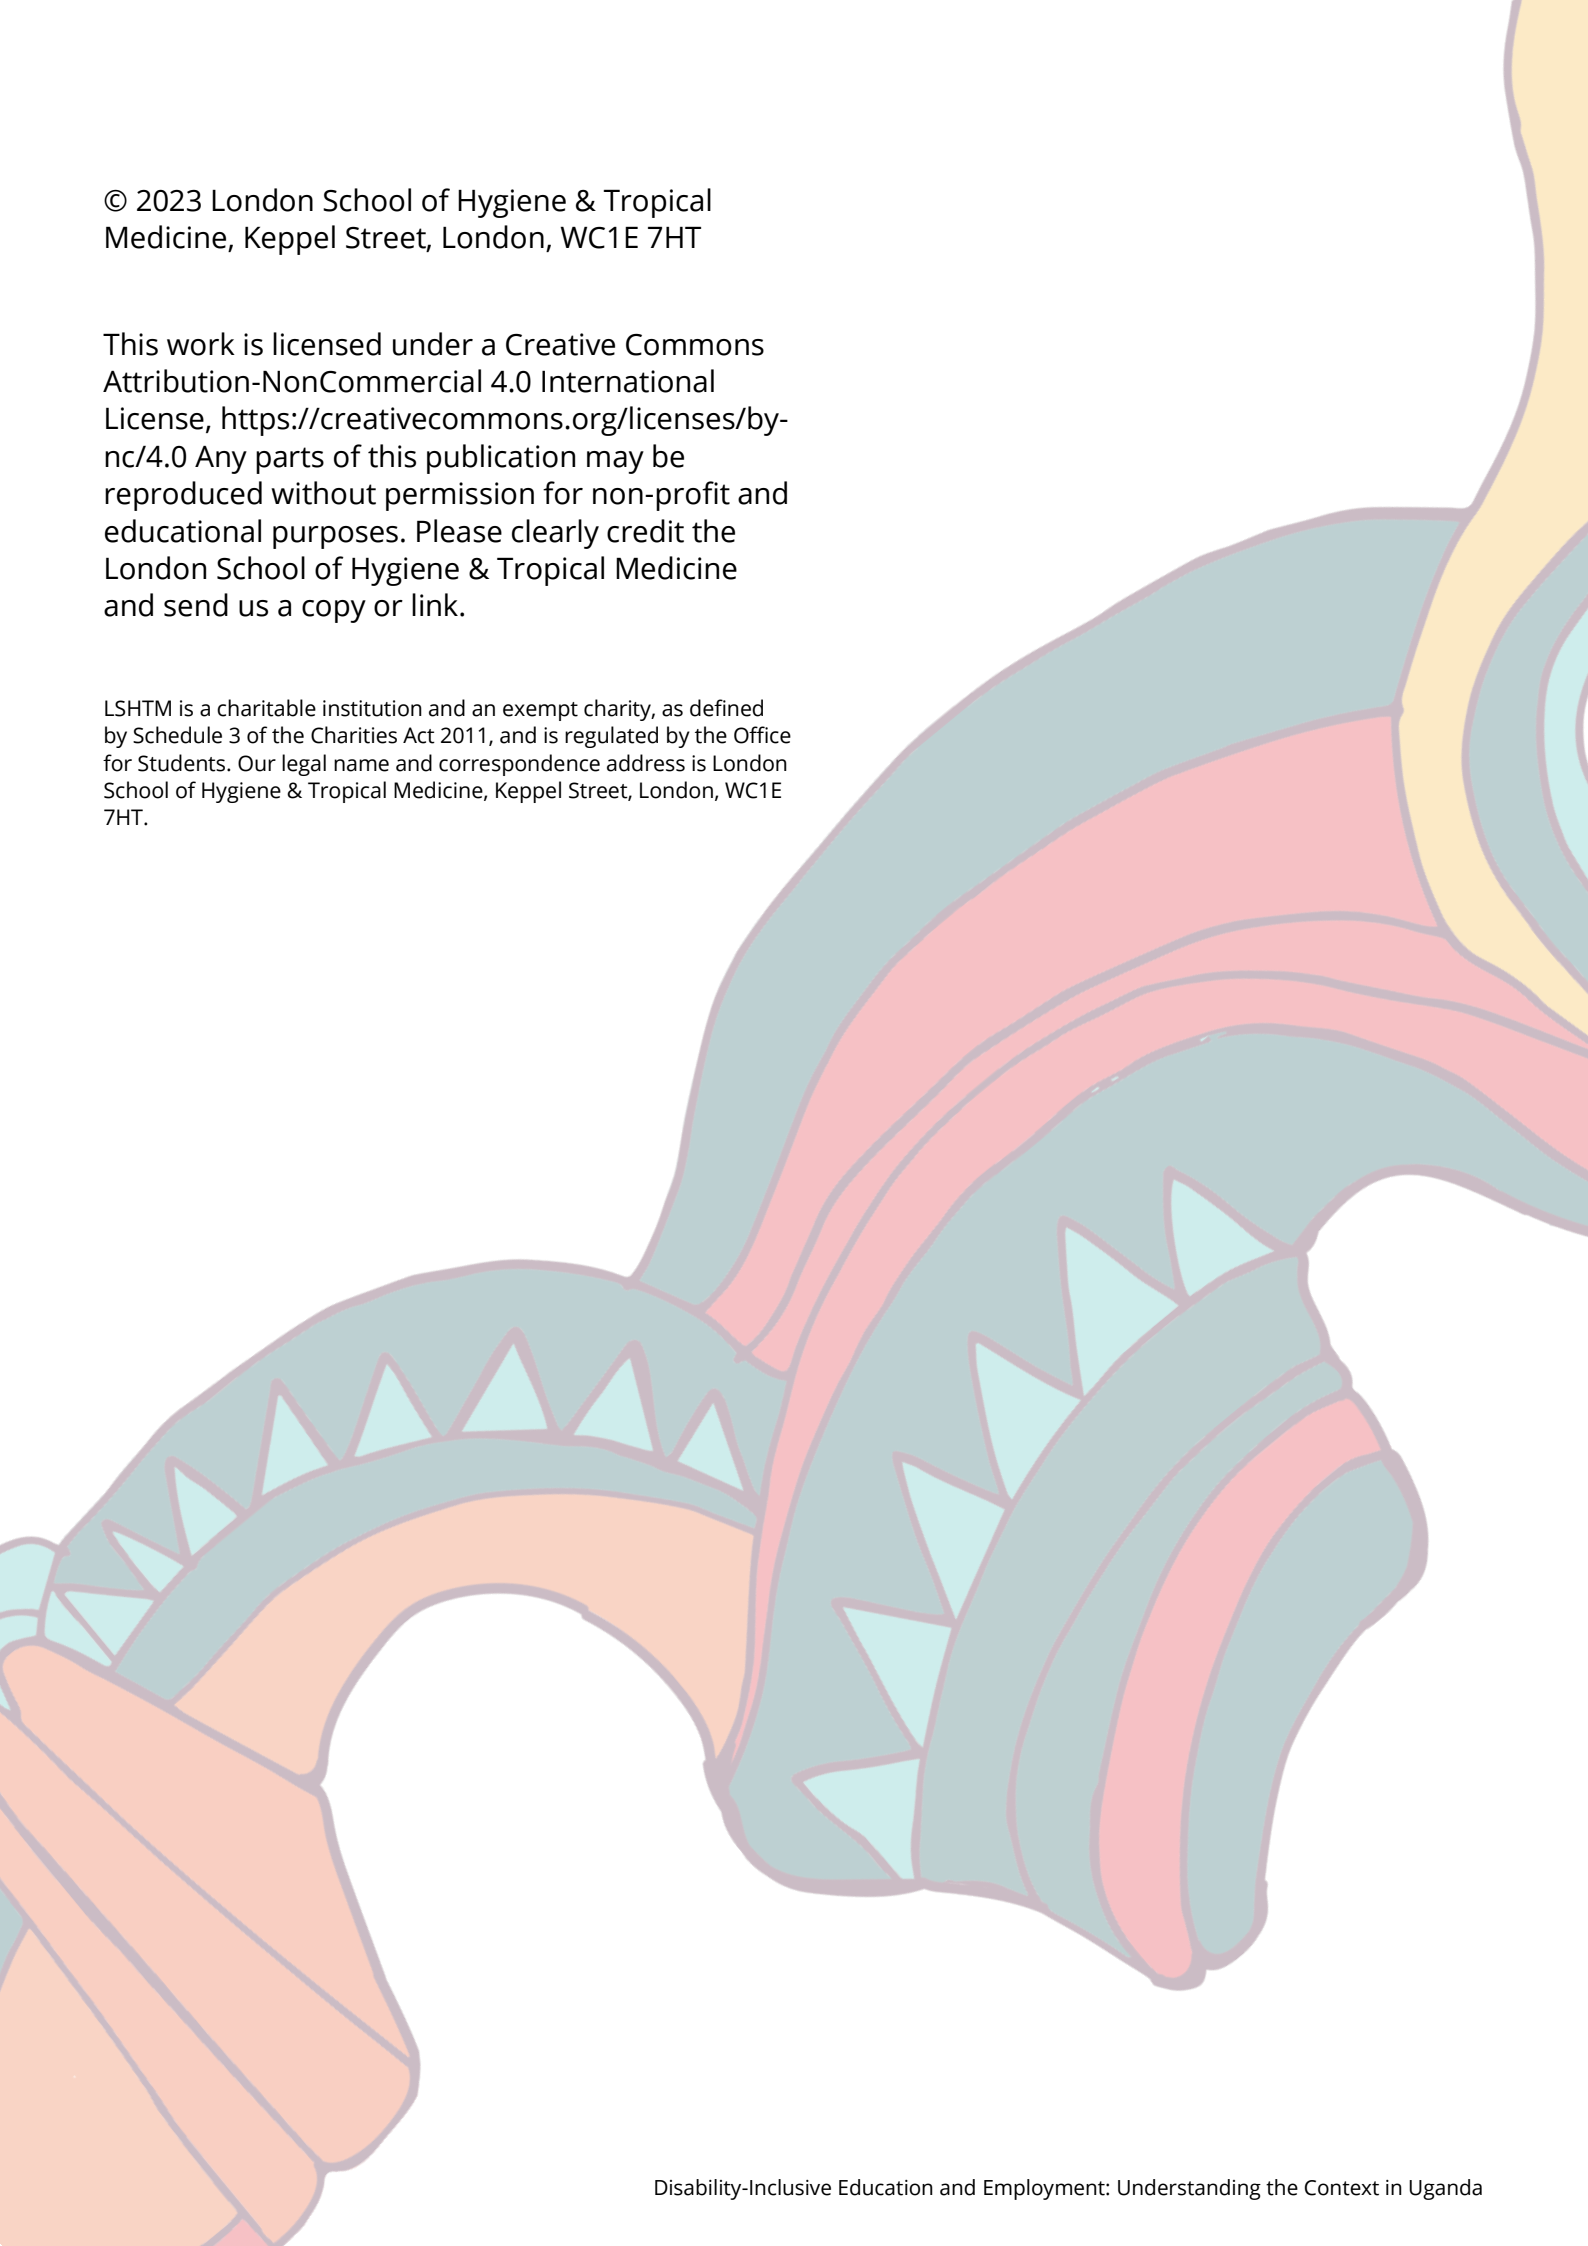 © 2023 London School of Hygiene & Tropical
Medicine, Keppel Street, London, WC1E 7HT
This work is licensed under a Creative Commons
Attribution-NonCommercial 4.0 International
License, https://creativecommons.org/licenses/by-
nc/4.0 Any parts of this publication may be
reproduced without permission for non-profit and
educational purposes. Please clearly credit the
London School of Hygiene & Tropical Medicine
and send us a copy or link.
LSHTM is a charitable institution and an exempt charity, as defined
by Schedule 3 of the Charities Act 2011, and is regulated by the Office
for Students. Our legal name and correspondence address is London
School of Hygiene & Tropical Medicine, Keppel Street, London, WC1E
7HT.
Disability-Inclusive Education and Employment: Understanding the Context in Uganda